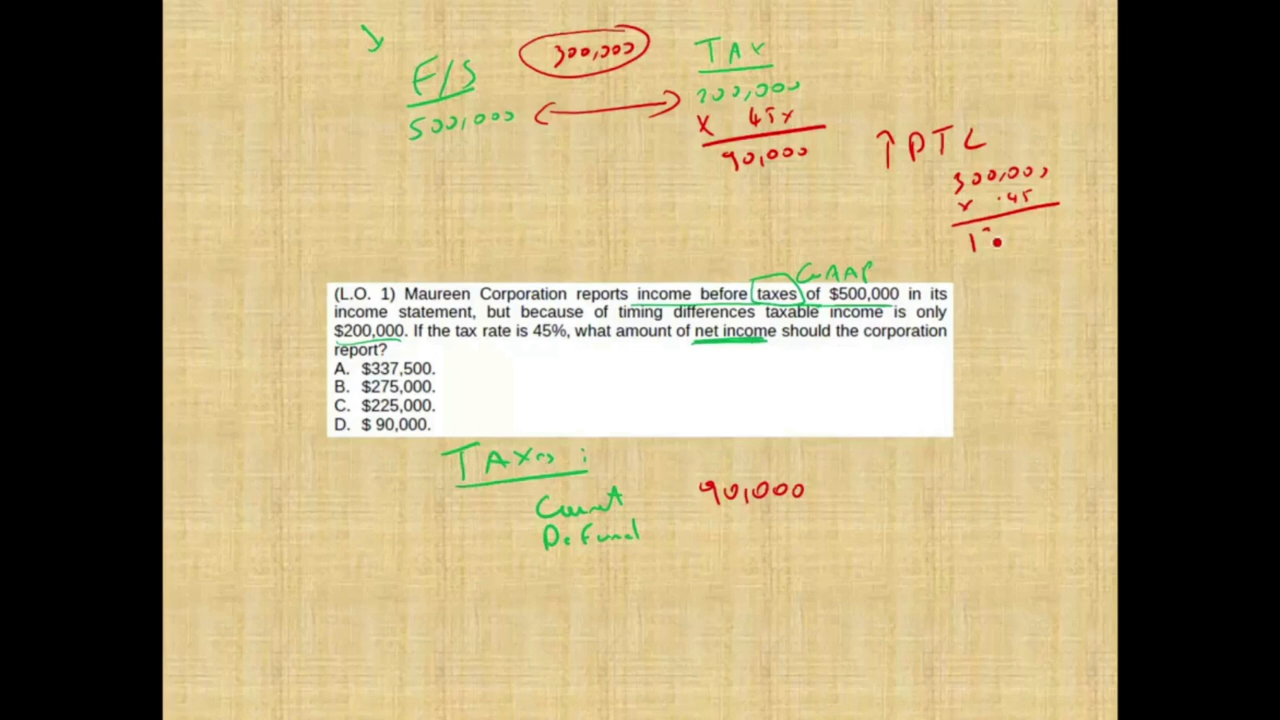 300,000
F/S
TAX
500,000
200,000
X 45%
90,000
↑ DTL
300,000
x .45
1
GAAP
(L.O. 1) Maureen Corporation reports income before taxes of $500,000 in its
income statement, but because of timing differences taxable income is only
$200,000. If the tax rate is 45%, what amount of net income should the corporation
report?
A. $337,500.
B. $275,000.
C. $225,000.
D. $ 90,000.
TAXES :
Current 90,000
Deferred